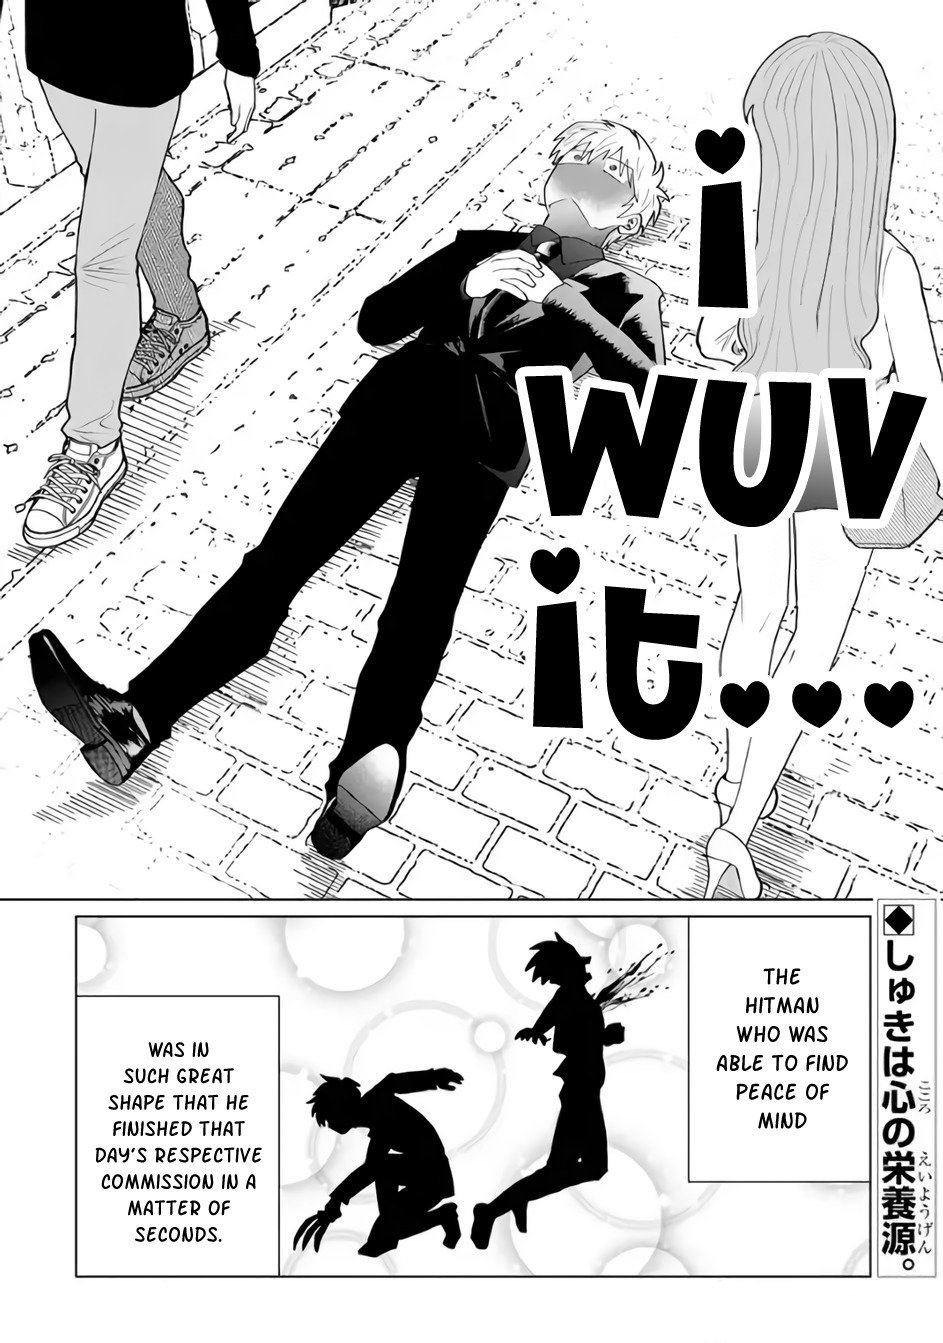 i
WUV
it...
THE
HITMAN
WHO WAS
ABLE TO FIND
PEACE OF
MIND
WAS IN
SUCH GREAT
SHAPE THAT HE
FINISHED THAT
DAY'S RESPECTIVE
COMMISSION IN A
MATTER OF
SECONDS.
◆しゅきは心の栄養源。
こころ
えいようげん